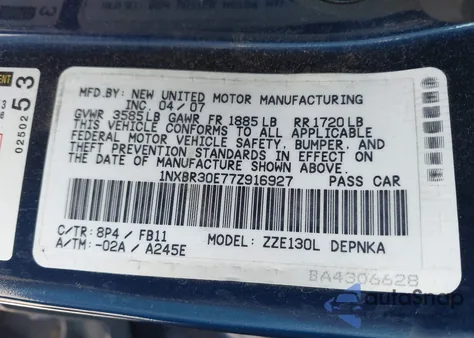 MFD.BY: NEW UNITED MOTOR MANUFACTURING
INC. 04/07
GVWR 3585LB GAWR FR 1885LB RR1720LB
THIS VEHICLE CONFORMS TO ALL APPLICABLE
FEDERAL MOTOR VEHICLE SAFETY, BUMPER, AND
THEFT PREVENTION STANDARDS IN EFFECT ON
THE DATE OF MANUFACTURE SHOWN ABOVE.
1NXBR30E77Z916927 PASS CAR
C/TR: 8P4 / FB11 MODEL: ZZE130L DEPNKA
A/TM: -02A / A245E
BA4306628
0250253
autoSnap